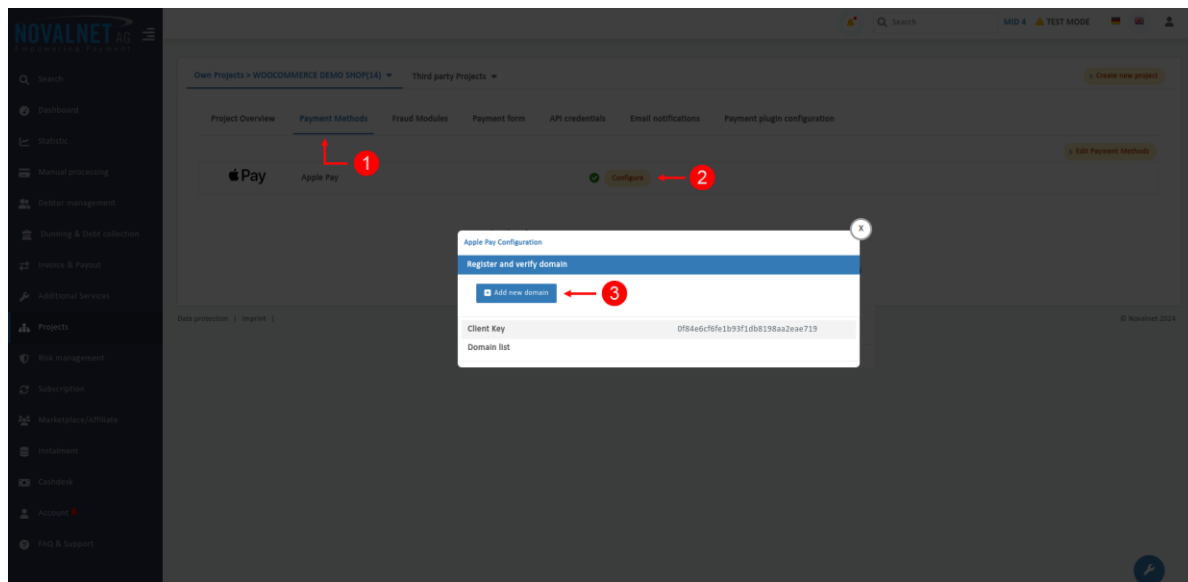 NOVALNET AG
Empowering Payment
Search
MID 4
TEST MODE
Search
Dashboard
Statistic
Manual processing
Debtor management
Dunning & Debt collection
Invoice & Payout
Additional Services
Projects
Risk management
Subscription
Marketplace/Affiliate
Instalment
Cashdesk
Account
FAQ & Support
Own Projects > WOOCOMMERCE DEMO SHOP(14)
Third party Projects
> Create new project
Project Overview
Payment Methods
Fraud Modules
Payment form
API credentials
Email notifications
Payment plugin configuration
1
> Edit Payment Methods
Pay
Apple Pay
Configure
2
X
Apple Pay Configuration
Register and verify domain
Add new domain
3
Client Key
0f84e6cf6fe1b93f1db8198aa2eae719
Domain list
Data protection | Imprint |
© Novalnet 2024